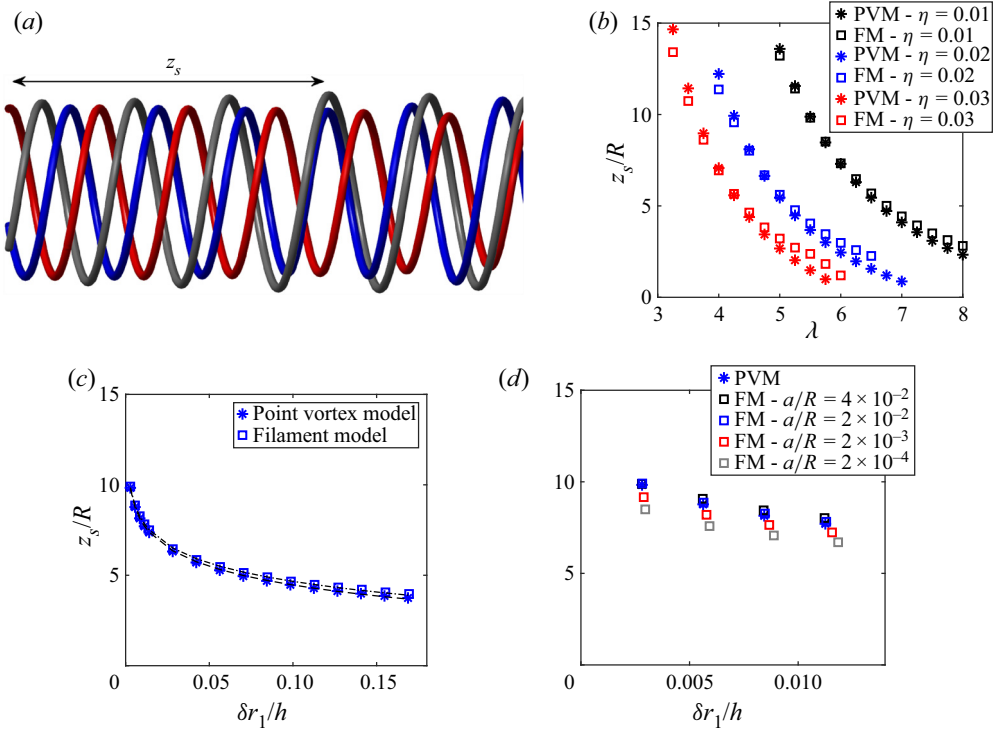 (a)
z_s
(b)
15
10
5
0
z_s/R
3 4 5 6 7 8
λ
PVM - η = 0.01
FM - η = 0.01
PVM - η = 0.02
FM - η = 0.02
PVM - η = 0.03
FM - η = 0.03
(c)
15
10
5
z_s/R
0 0.05 0.10 0.15
δr₁/h
Point vortex model
Filament model
(d)
15
10
5
0 0.005 0.010
δr₁/h
PVM
FM - a/R = 4 × 10⁻²
FM - a/R = 2 × 10⁻²
FM - a/R = 2 × 10⁻³
FM - a/R = 2 × 10⁻⁴